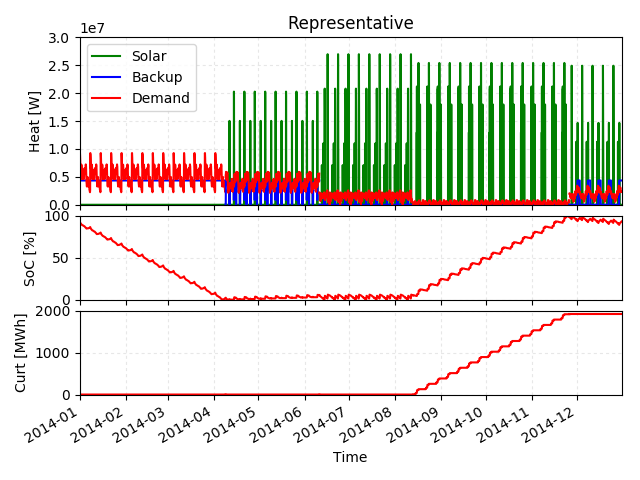 Representative
1e7
3.0
2.5
2.0
1.5
1.0
0.5
0.0
Heat [W]
Solar
Backup
Demand
100
50
0
SoC [%]
2000
1000
0
Curt [MWh]
2014-01
2014-02
2014-03
2014-04
2014-05
2014-06
2014-07
2014-08
2014-09
2014-10
2014-11
2014-12
Time